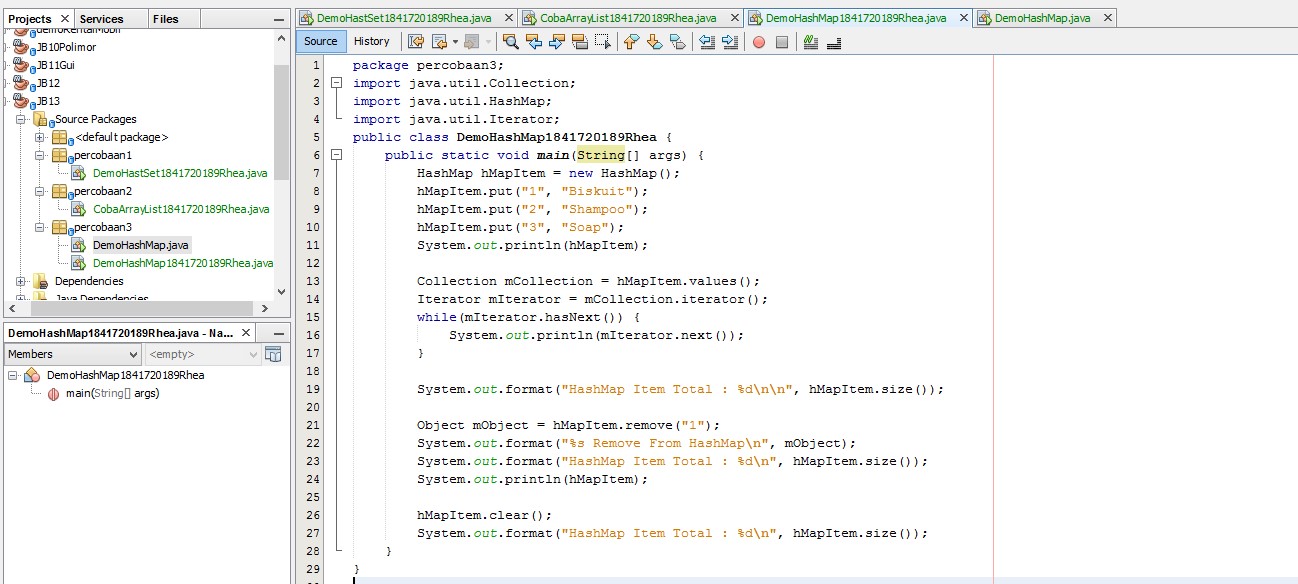 Projects
Services
Files
demoRentalMobil
JB10Polimor
JB11Gui
JB12
JB13
Source Packages
<default package>
percobaan1
DemoHastSet1841720189Rhea.java
percobaan2
CobaArrayList1841720189Rhea.java
percobaan3
DemoHashMap.java
DemoHashMap1841720189Rhea.java
Dependencies
Java Dependencies
DemoHashMap1841720189Rhea.java - Na...
Members
<empty>
DemoHashMap1841720189Rhea
main(String[] args)
DemoHastSet1841720189Rhea.java
CobaArrayList1841720189Rhea.java
DemoHashMap1841720189Rhea.java
DemoHashMap.java
Source
History
1 package percobaan3;
2 import java.util.Collection;
3 import java.util.HashMap;
4 import java.util.Iterator;
5 public class DemoHashMap1841720189Rhea {
6     public static void main(String[] args) {
7         HashMap hMapItem = new HashMap();
8         hMapItem.put("1", "Biskuit");
9         hMapItem.put("2", "Shampoo");
10         hMapItem.put("3", "Soap");
11         System.out.println(hMapItem);
12
13         Collection mCollection = hMapItem.values();
14         Iterator mIterator = mCollection.iterator();
15         while(mIterator.hasNext()) {
16             System.out.println(mIterator.next());
17         }
18
19         System.out.format("HashMap Item Total : %d\n\n", hMapItem.size());
20
21         Object mObject = hMapItem.remove("1");
22         System.out.format("%s Remove From HashMap\n", mObject);
23         System.out.format("HashMap Item Total : %d\n", hMapItem.size());
24         System.out.println(hMapItem);
25
26         hMapItem.clear();
27         System.out.format("HashMap Item Total : %d\n", hMapItem.size());
28     }
29 }